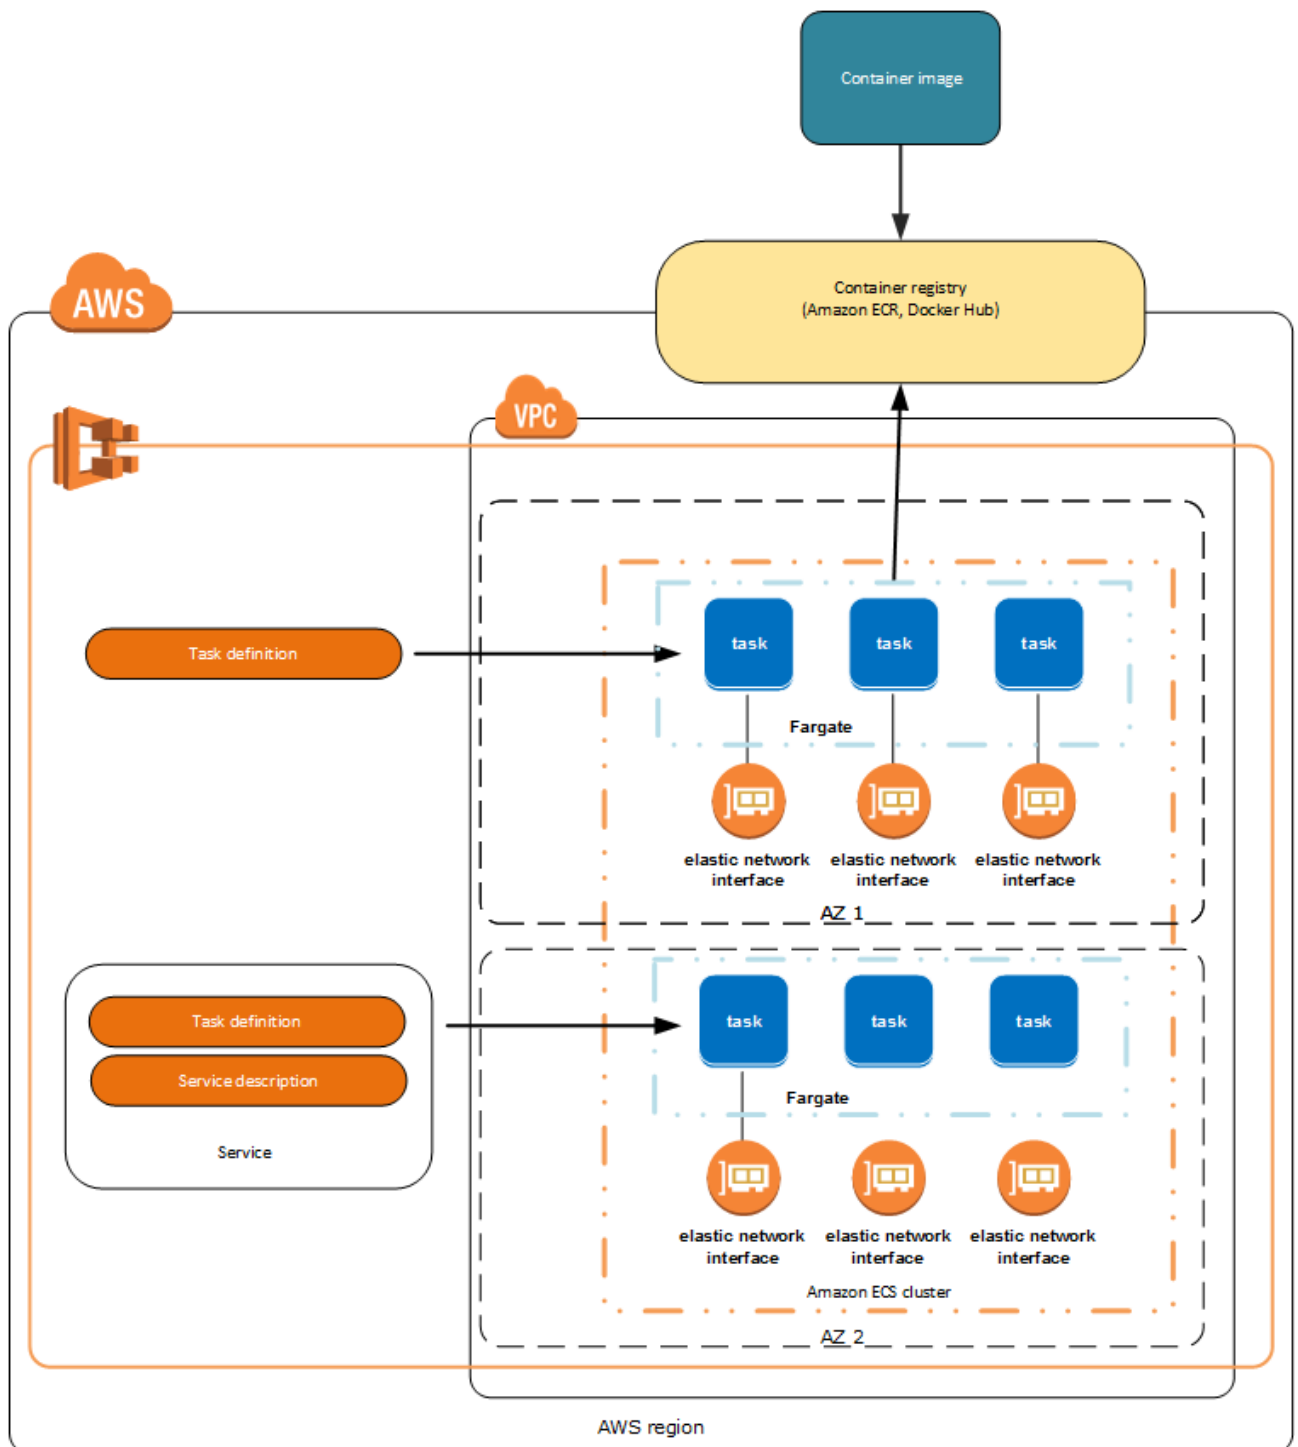 Container image
Container registry
(Amazon ECR, Docker Hub)
AWS
VPC
Task definition
task
task
task
Fargate
elastic network
interface
elastic network
interface
elastic network
interface
AZ 1
Task definition
Service description
Service
task
task
task
Fargate
elastic network
interface
elastic network
interface
elastic network
interface
Amazon ECS cluster
AZ 2
AWS region